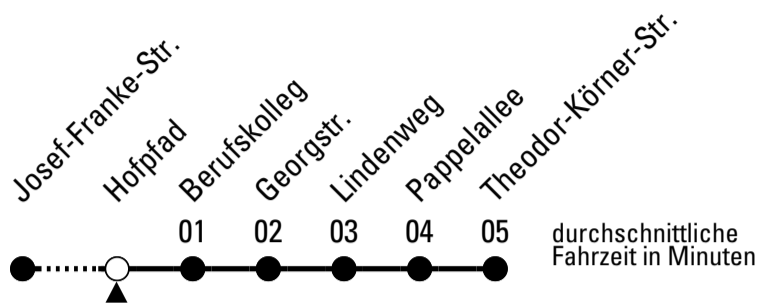 Josef-Franke-Str.
Hofpfad
Berufskolleg
Georgstr.
Lindenweg
Pappelallee
Theodor-Körner-Str.
01 02 03 04 05
durchschnittliche
Fahrzeit in Minuten